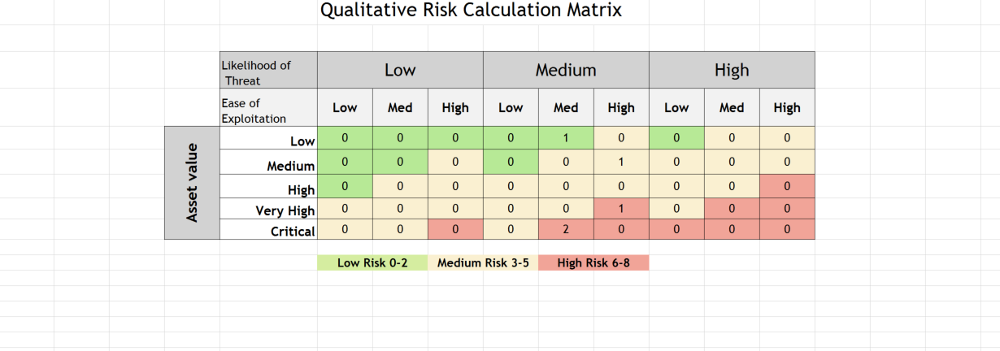 Qualitative Risk Calculation Matrix
Likelihood of Threat Low Medium High
Ease of Exploitation Low Med High Low Med High Low Med High
Asset value
Low 0 0 0 0 1 0 0 0 0
Medium 0 0 0 0 0 1 0 0 0
High 0 0 0 0 0 0 0 0 0
Very High 0 0 0 0 0 1 0 0 0
Critical 0 0 0 0 2 0 0 0 0
Low Risk 0-2 Medium Risk 3-5 High Risk 6-8